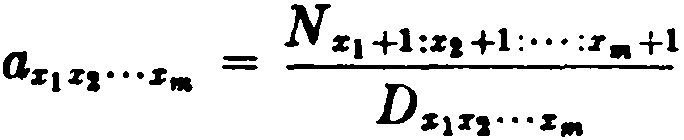 a_{x_1 x_2 \cdots x_m} = \frac{N_{x_1+1:x_2+1:\cdots:x_m+1}}{D_{x_1 x_2 \cdots x_m}}